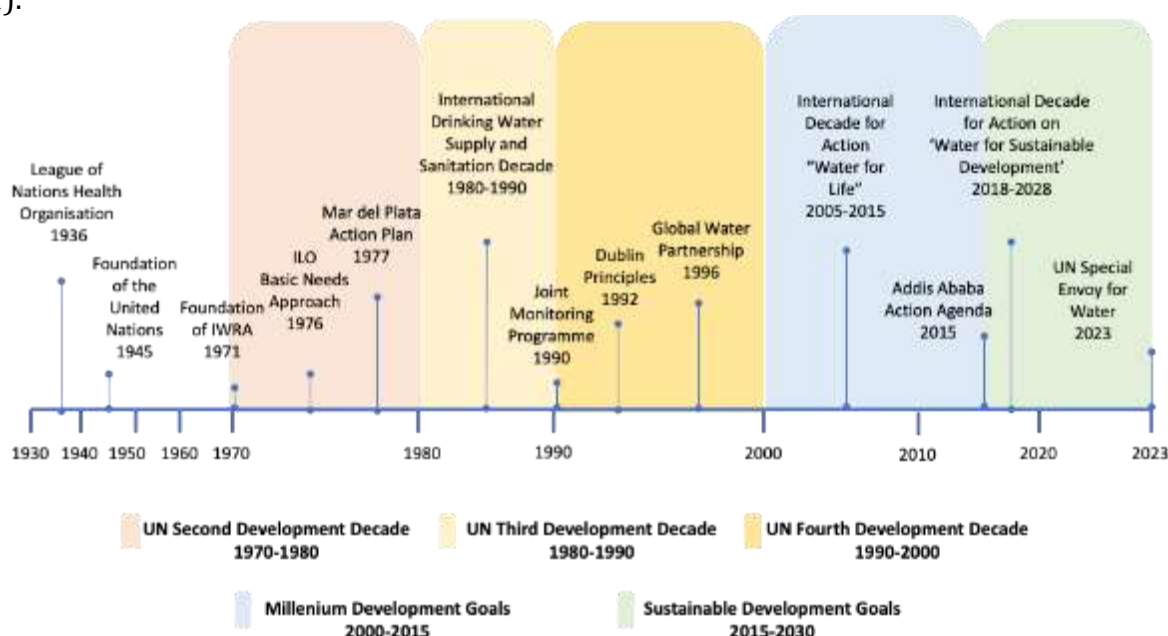 ).
International
Drinking Water
Supply and
Sanitation Decade
1980-1990
International
Decade for
Action
"Water for
Life"
2005-2015
International Decade
for Action on
'Water for Sustainable
Development'
2018-2028
League of
Nations Health
Organisation
1936
Mar del Plata
Action Plan
1977
Global Water
Partnership
1996
Foundation
of the
United
Nations
1945
ILO
Basic Needs
Approach
1976
Dublin
Principles
1992
UN Special
Envoy for
Water
2023
Foundation
of IWRA
1971
Joint
Monitoring
Programme
1990
Addis Ababa
Action Agenda
2015
1930 1940 1950 1960 1970 1980 1990 2000 2010 2020 2023
UN Second Development Decade
1970-1980
UN Third Development Decade
1980-1990
UN Fourth Development Decade
1990-2000
Millenium Development Goals
2000-2015
Sustainable Development Goals
2015-2030